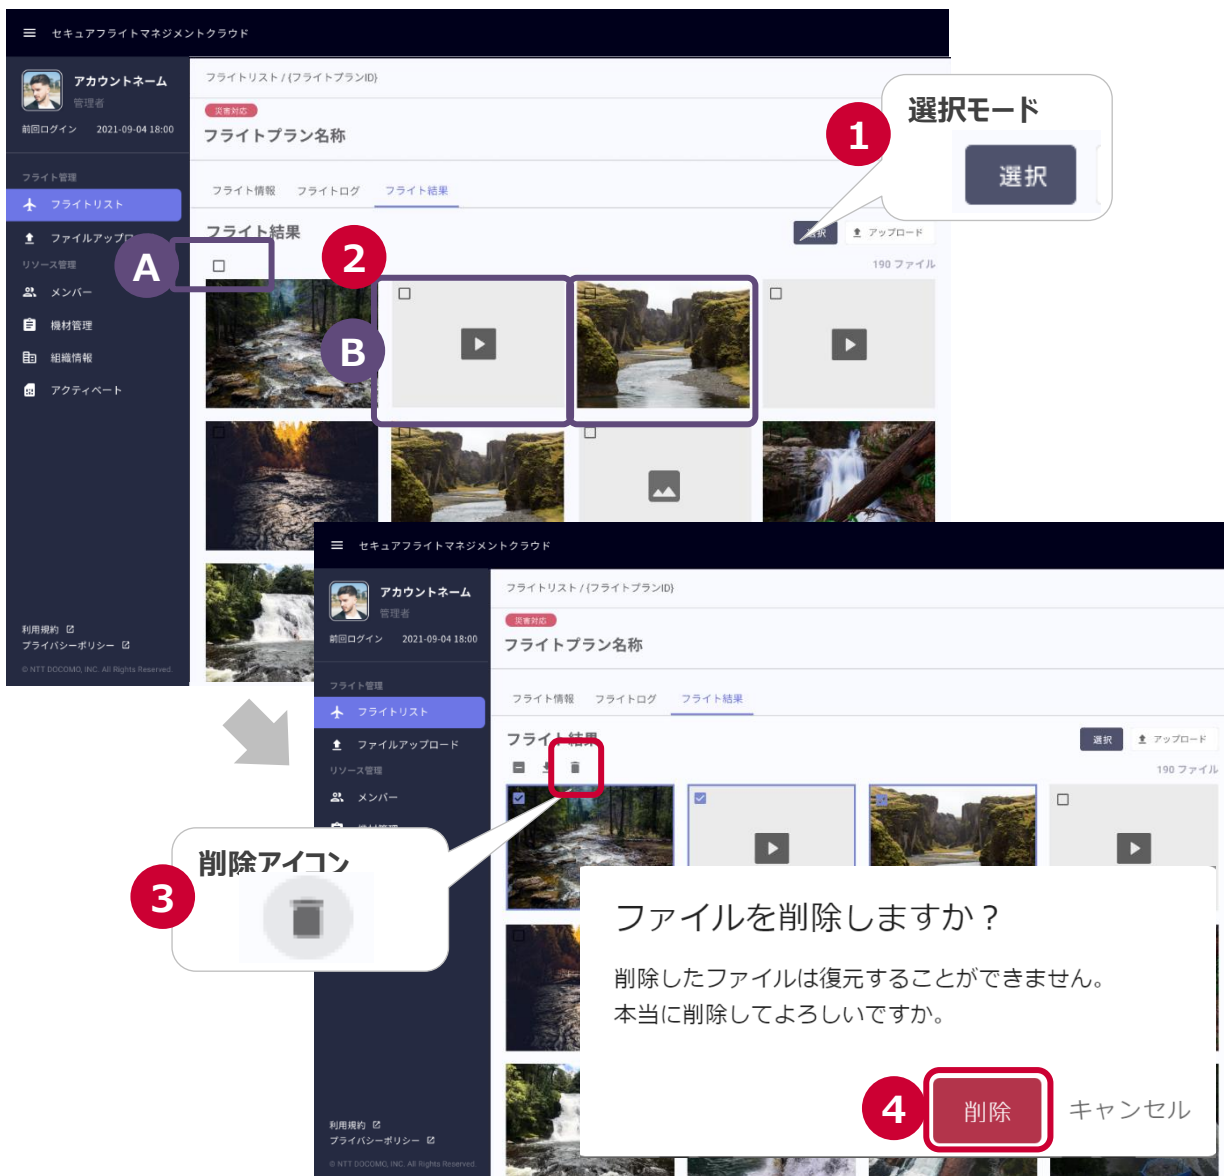 セキュアフライトマネジメントクラウド
アカウントネーム
管理者
前回ログイン 2021-09-04 18:00
フライト管理
フライトリスト
ファイルアップロ
リソース管理
メンバー
機材管理
組織情報
アクティベート
利用規約
プライバシーポリシー
© NTT DOCOMO, INC. All Rights Reserved.
フライトリスト / {フライトプランID}
災害対応
フライトプラン名称
フライト情報 フライトログ フライト結果
フライト結果
選択 アップロード
190 ファイル
1
選択モード
選択
A
2
B
セキュアフライトマネジメントクラウド
アカウントネーム
管理者
前回ログイン 2021-09-04 18:00
フライト管理
フライトリスト
ファイルアップロード
リソース管理
メンバー
利用規約
プライバシーポリシー
© NTT DOCOMO, INC. All Rights Reserved.
フライトリスト / {フライトプランID}
災害対応
フライトプラン名称
フライト情報 フライトログ フライト結果
フライト結果
選択 アップロード
190 ファイル
3
削除アイコン
ファイルを削除しますか？
削除したファイルは復元することができません。
本当に削除してよろしいですか。
4
削除 キャンセル